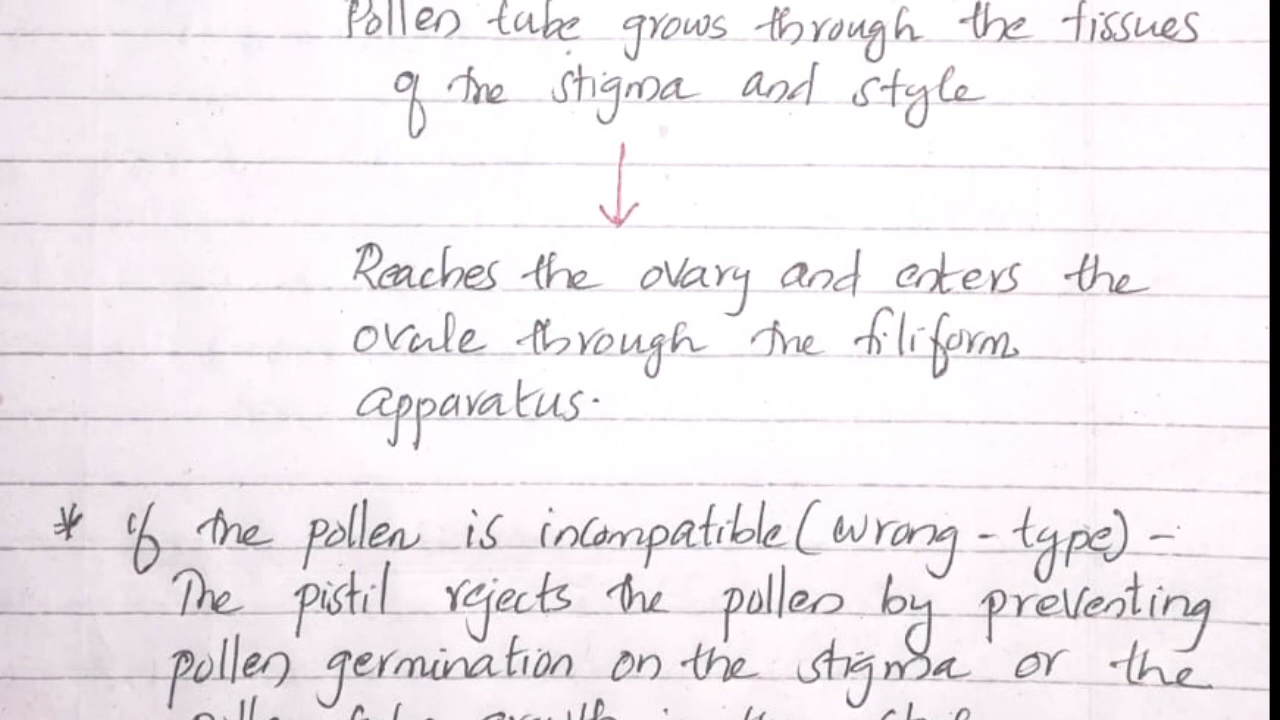 Pollen tube grows through the tissues
of the stigma and style
Reaches the ovary and enters the
ovule through the filiform
apparatus.
* if the pollen is incompatible (wrong - type) -
The pistil rejects the pollen by preventing
pollen germination on the stigma or the